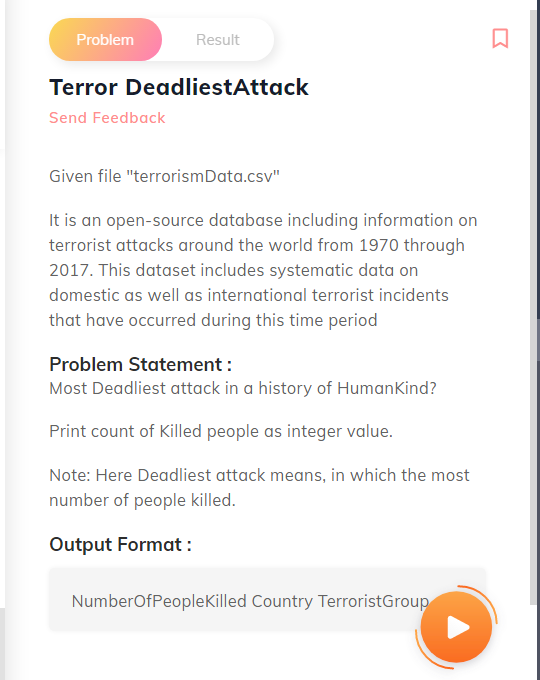 Problem
Result
Terror DeadliestAttack
Send Feedback
Given file "terrorismData.csv"
It is an open-source database including information on
terrorist attacks around the world from 1970 through
2017. This dataset includes systematic data on
domestic as well as international terrorist incidents
that have occurred during this time period
Problem Statement :
Most Deadliest attack in a history of HumanKind?
Print count of Killed people as integer value.
Note: Here Deadliest attack means, in which the most
number of people killed.
Output Format :
NumberOfPeopleKilled Country TerroristGroup